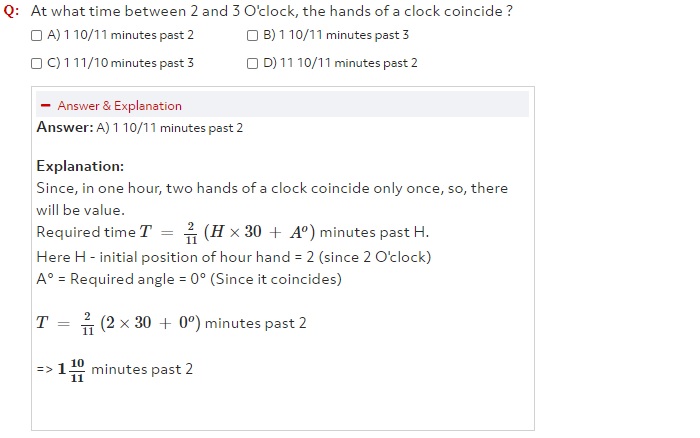 Q: At what time between 2 and 3 O'clock, the hands of a clock coincide ?
A) 1 10/11 minutes past 2 B) 1 10/11 minutes past 3
C) 1 11/10 minutes past 3 D) 11 10/11 minutes past 2
Answer & Explanation
Answer: A) 1 10/11 minutes past 2
Explanation:
Since, in one hour, two hands of a clock coincide only once, so, there
will be value.
Required time T = 2/11 (H × 30 + A°) minutes past H.
Here H - initial position of hour hand = 2 (since 2 O'clock)
A° = Required angle = 0° (Since it coincides)
T = 2/11 (2 × 30 + 0°) minutes past 2
=> 1 10/11 minutes past 2